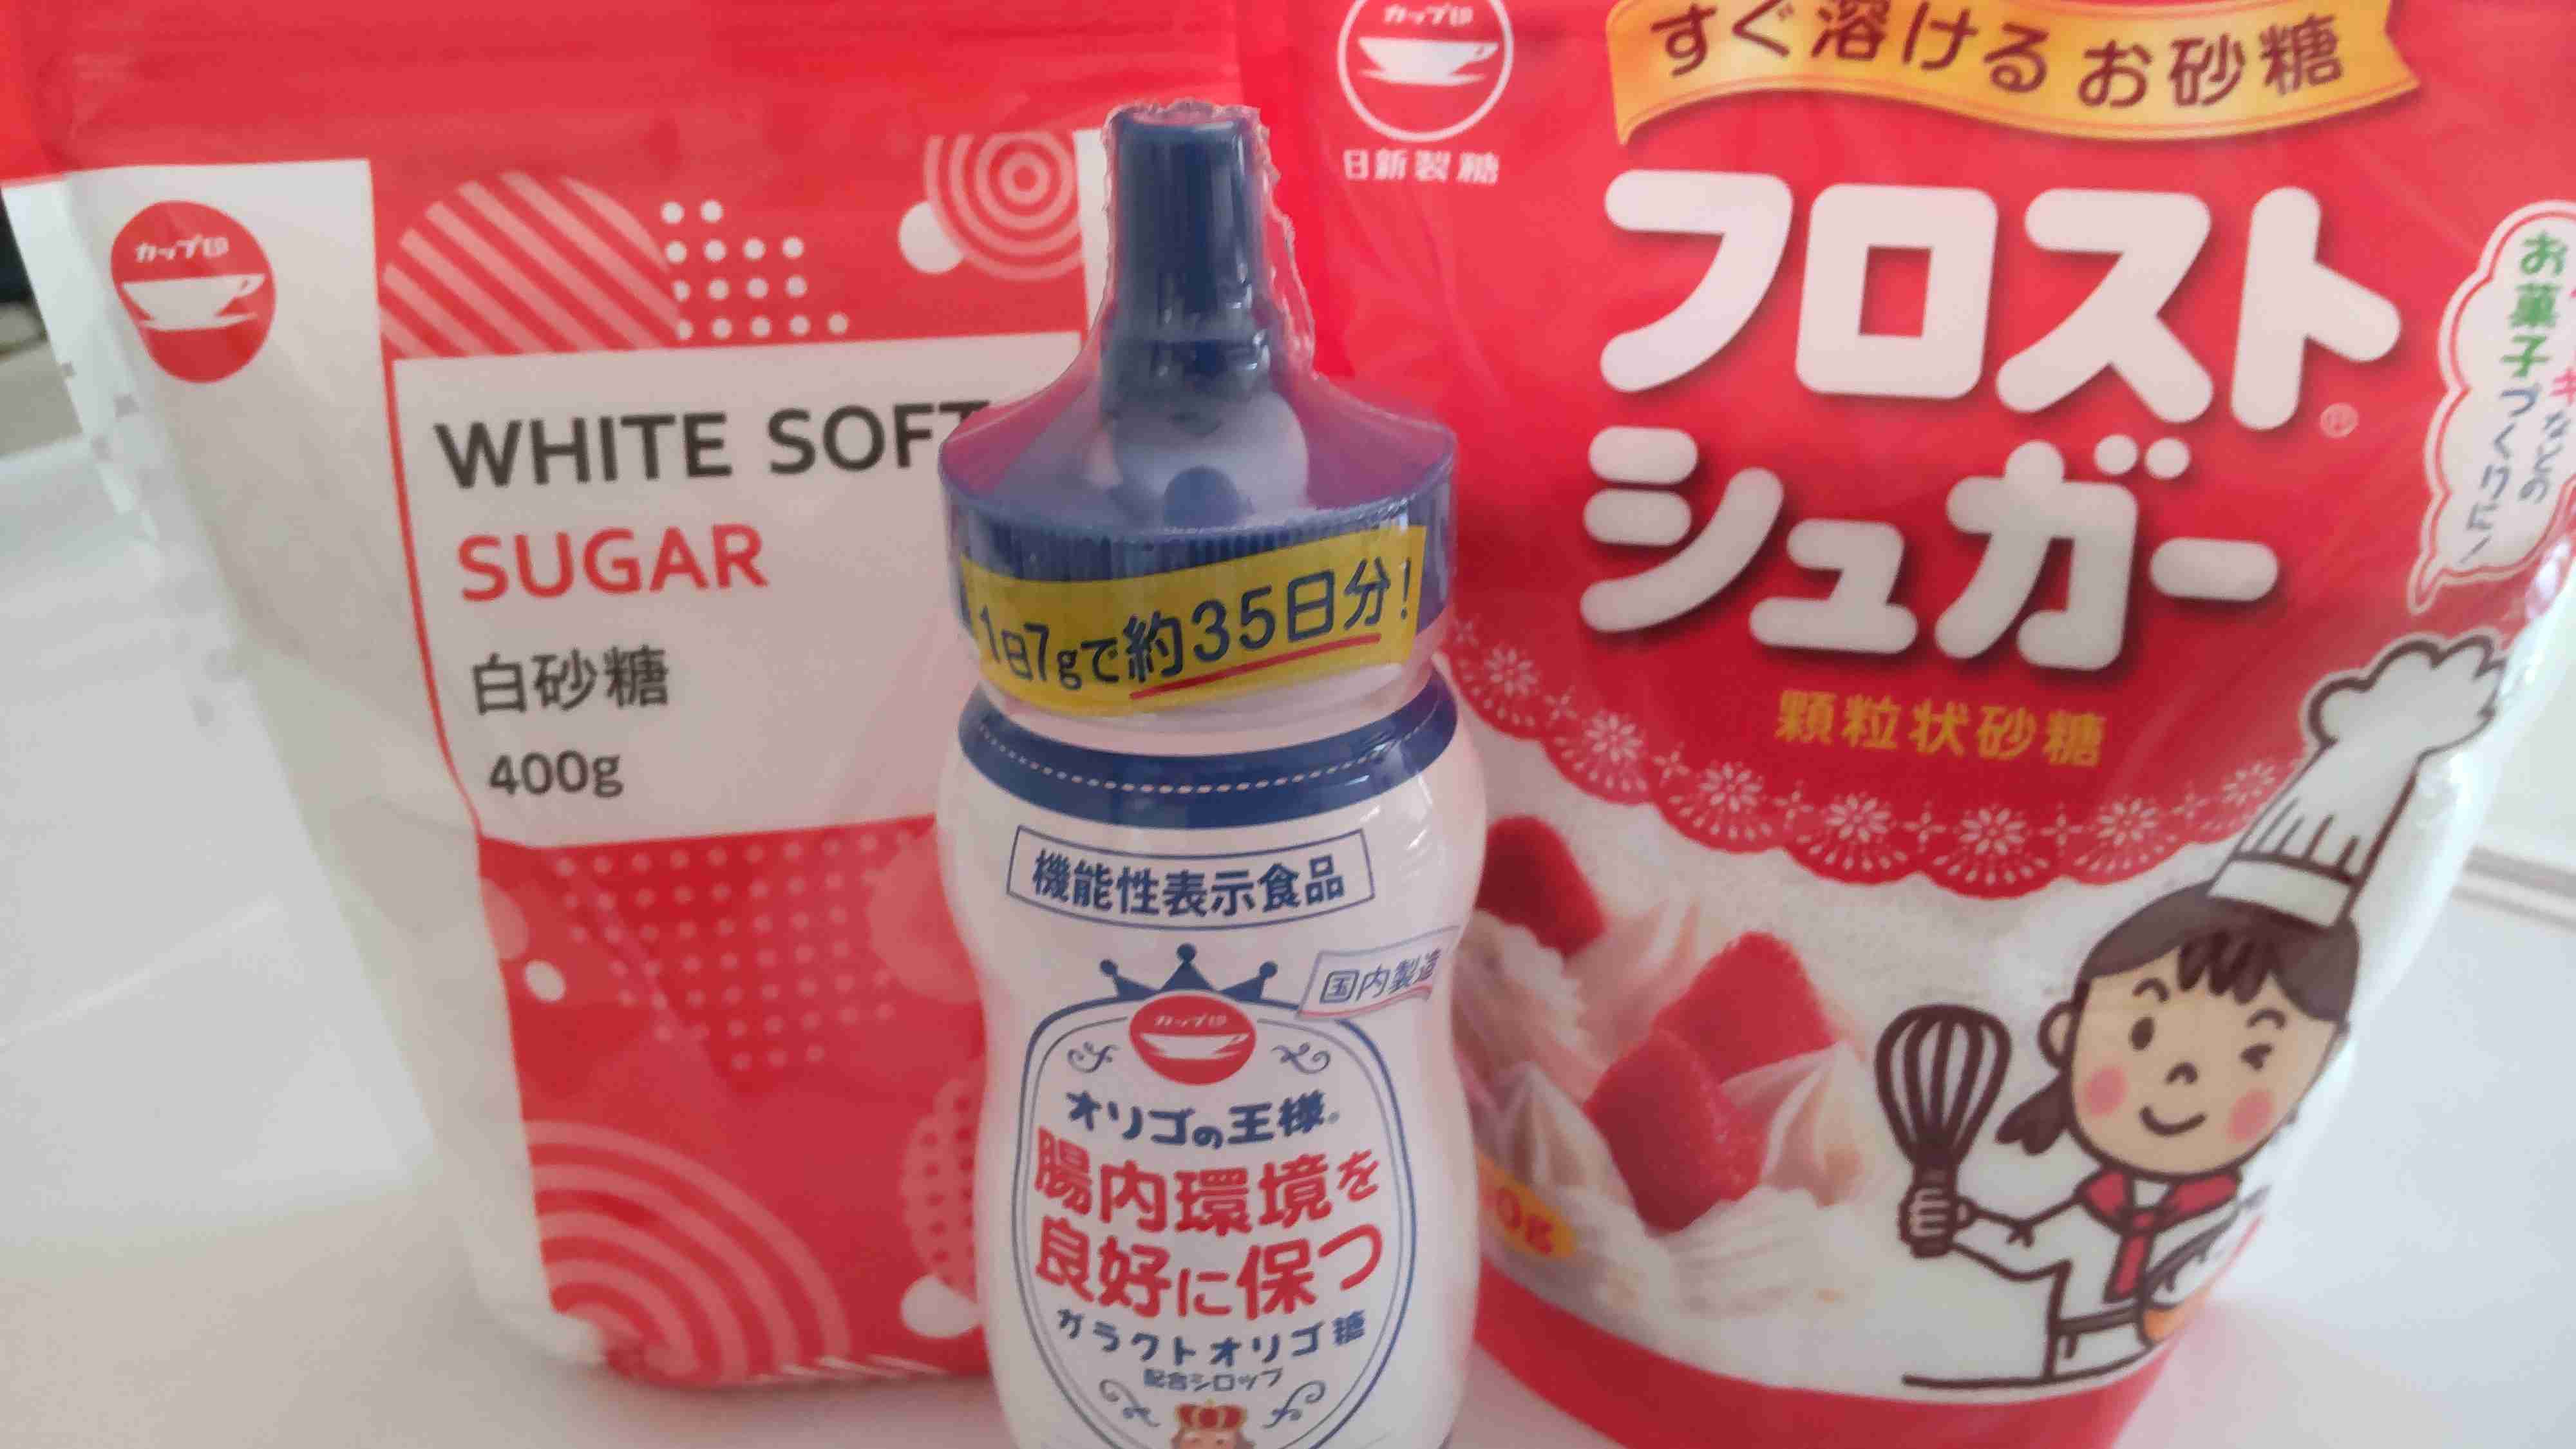 カップ印
WHITE SOFT
SUGAR
白砂糖
400g
1日7gで約35日分!
機能性表示食品
国内製造
カップ印
オリゴの王様®
腸内環境を
良好に保つ
ガラクトオリゴ糖
配合シロップ
カップ印
日新製糖
すぐ溶けるお砂糖
フロスト®
シュガー
顆粒状砂糖
お菓子づくりに!